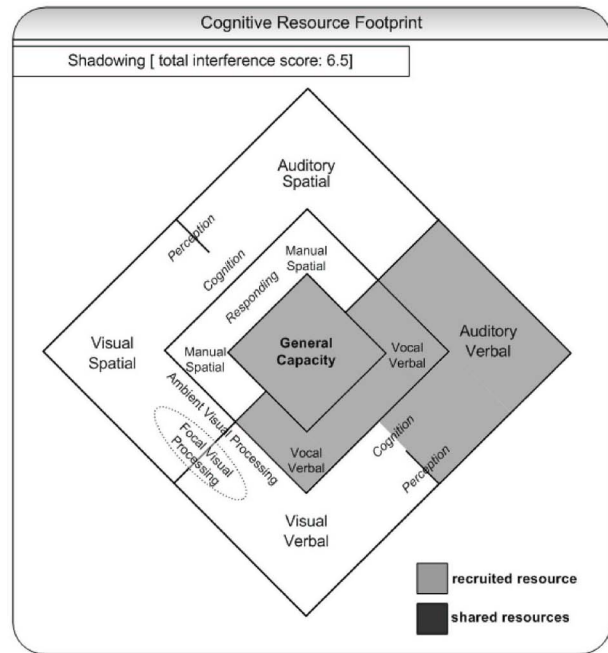 Cognitive Resource Footprint
Shadowing [ total interference score: 6.5]
Auditory
Spatial
Perception
Cognition
Responding
Manual
Spatial
Visual
Spatial
Manual
Spatial
General
Capacity
Vocal
Verbal
Auditory
Verbal
Ambient Visual Processing
Focal Visual
Processing
Vocal
Verbal
Cognition
Perception
Visual
Verbal
recruited resource
shared resources